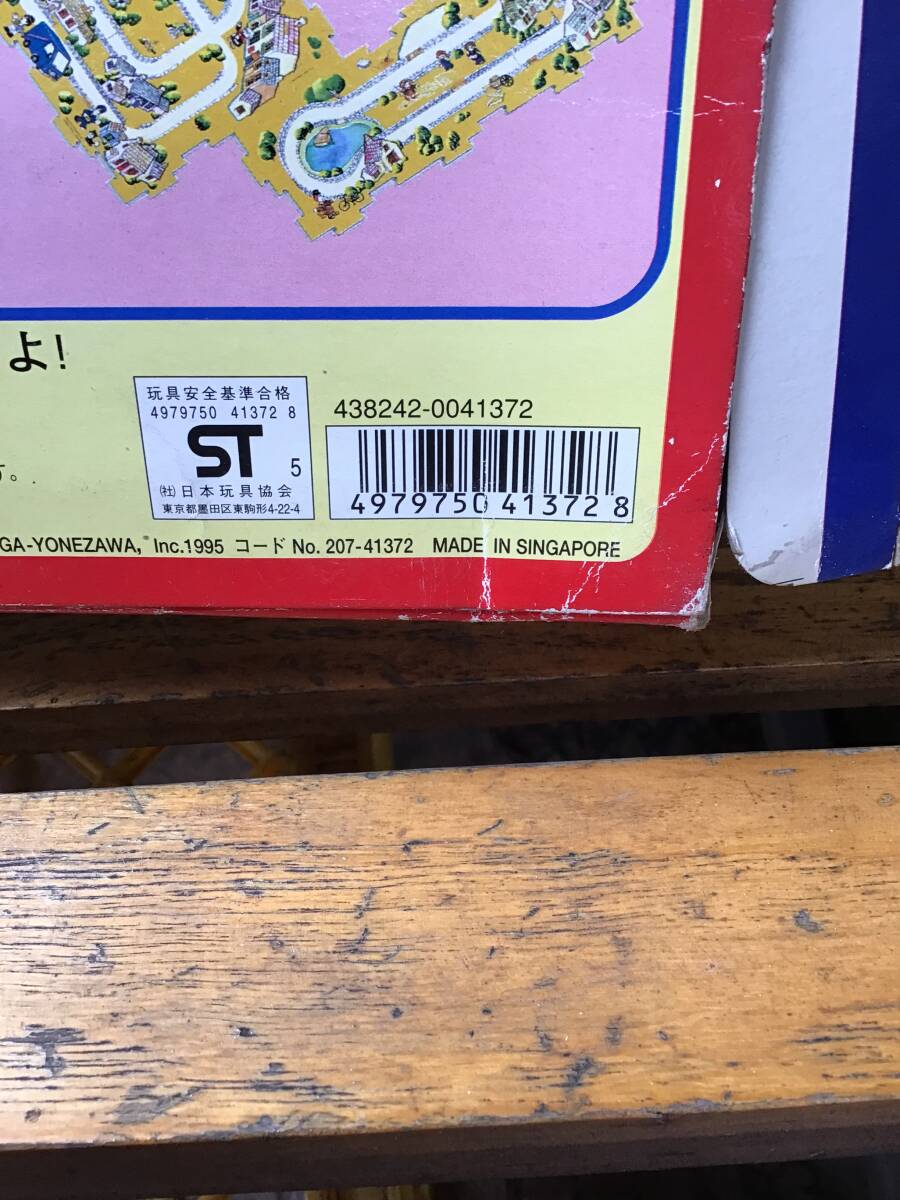 よ!
玩具安全基準合格
4979750 41372 8
ST 5
(社)日本玩具協会
東京都墨田区東駒形4-22-4
438242-0041372
4979750 41372 8
す。
GA-YONEZAWA, Inc.1995 コード No. 207-41372 MADE IN SINGAPORE